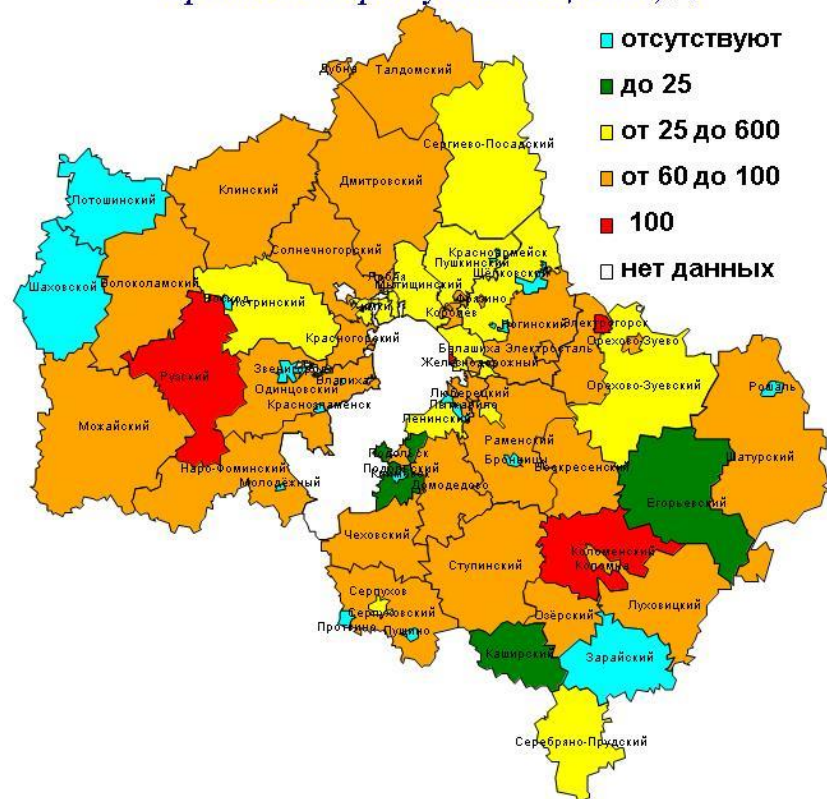 отсутствуют
до 25
от 25 до 600
от 60 до 100
100
нет данных
Дубна
Талдомский
Сергиево-Посадский
Клинский
Дмитровский
Лотошинский
Солнечногорский
Красноармейск
Пушкинский
Щёлковский
Шаховской
Волоколамский
Лобня
Мытищинский
Фрязино
Восход
Истринский
Химки
Королёв
Ногинский
Электрогорск
Красногорский
Орехово-Зуево
Балашиха
Электросталь
Железнодорожный
Рузский
Звенигород
Власиха
Одинцовский
Орехово-Зуевский
Рошаль
Краснознаменск
Люберецкий
Лыткарино
Ленинский
Можайский
Раменский
Бронницы
Шатурский
Наро-Фоминский
Молодёжный
Подольск
Подольский
Климовск
Домодедово
Воскресенский
Егорьевский
Чеховский
Ступинский
Коломенский
Коломна
Серпухов
Серпуховский
Протвино
Пущино
Озёрский
Луховицкий
Каширский
Зарайский
Серебряно-Прудский